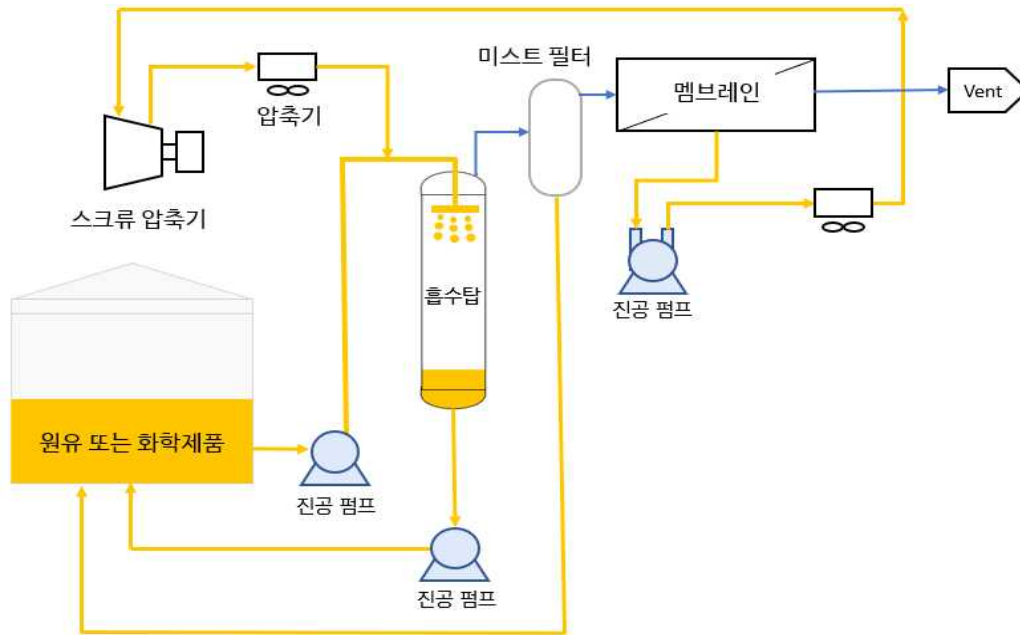 미스트 필터
멤브레인
Vent
압축기
스크류 압축기
흡수탑
진공 펌프
원유 또는 화학제품
진공 펌프
진공 펌프